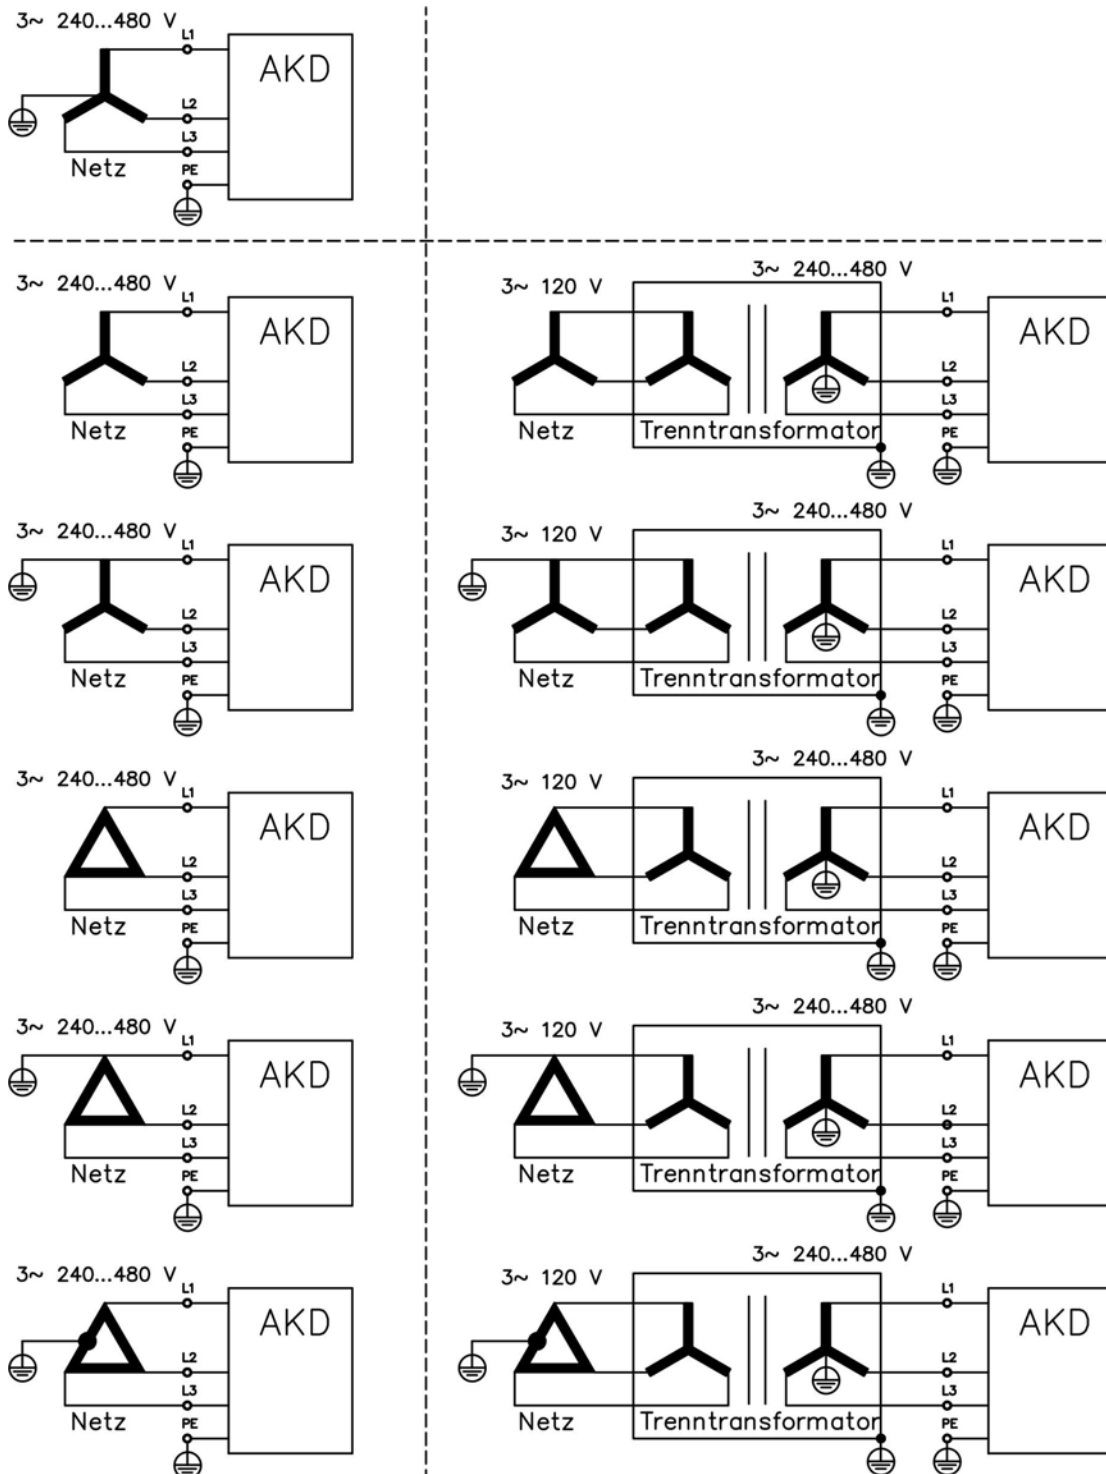 3~ 240...480 V
L1
AKD
L2
L3
Netz
PE
3~ 240...480 V
L1
AKD
L2
L3
Netz
PE
3~ 240...480 V
3~ 120 V
L1
AKD
L2
L3
Netz
Trenntransformator
PE
3~ 240...480 V
L1
AKD
L2
L3
Netz
PE
3~ 240...480 V
3~ 120 V
L1
AKD
L2
L3
Netz
Trenntransformator
PE
3~ 240...480 V
L1
AKD
L2
L3
Netz
PE
3~ 240...480 V
3~ 120 V
L1
AKD
L2
L3
Netz
Trenntransformator
PE
3~ 240...480 V
L1
AKD
L2
L3
Netz
PE
3~ 240...480 V
3~ 120 V
L1
AKD
L2
L3
Netz
Trenntransformator
PE
3~ 240...480 V
L1
AKD
L2
L3
Netz
PE
3~ 240...480 V
3~ 120 V
L1
AKD
L2
L3
Netz
Trenntransformator
PE